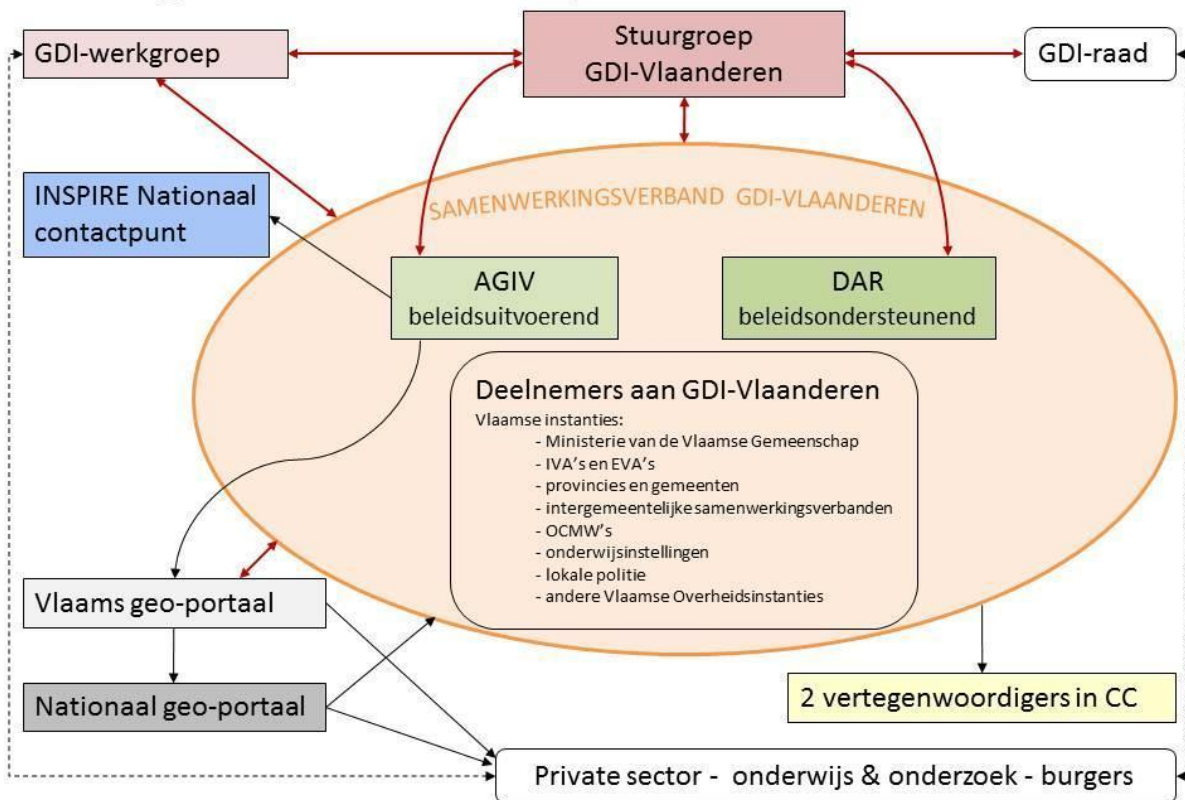 GDI-werkgroep
Stuurgroep
GDI-Vlaanderen
GDI-raad
INSPIRE Nationaal
contactpunt
SAMENWERKINGSVERBAND GDI-VLAANDEREN
AGIV
beleidsuitvoerend
DAR
beleidsondersteunend
Deelnemers aan GDI-Vlaanderen
Vlaamse instanties:
- Ministerie van de Vlaamse Gemeenschap
- IVA's en EVA's
- provincies en gemeenten
- intergemeentelijke samenwerkingsverbanden
- OCMW's
- onderwijsinstellingen
- lokale politie
- andere Vlaamse Overheidsinstanties
Vlaams geo-portaal
Nationaal geo-portaal
2 vertegenwoordigers in CC
Private sector - onderwijs & onderzoek - burgers